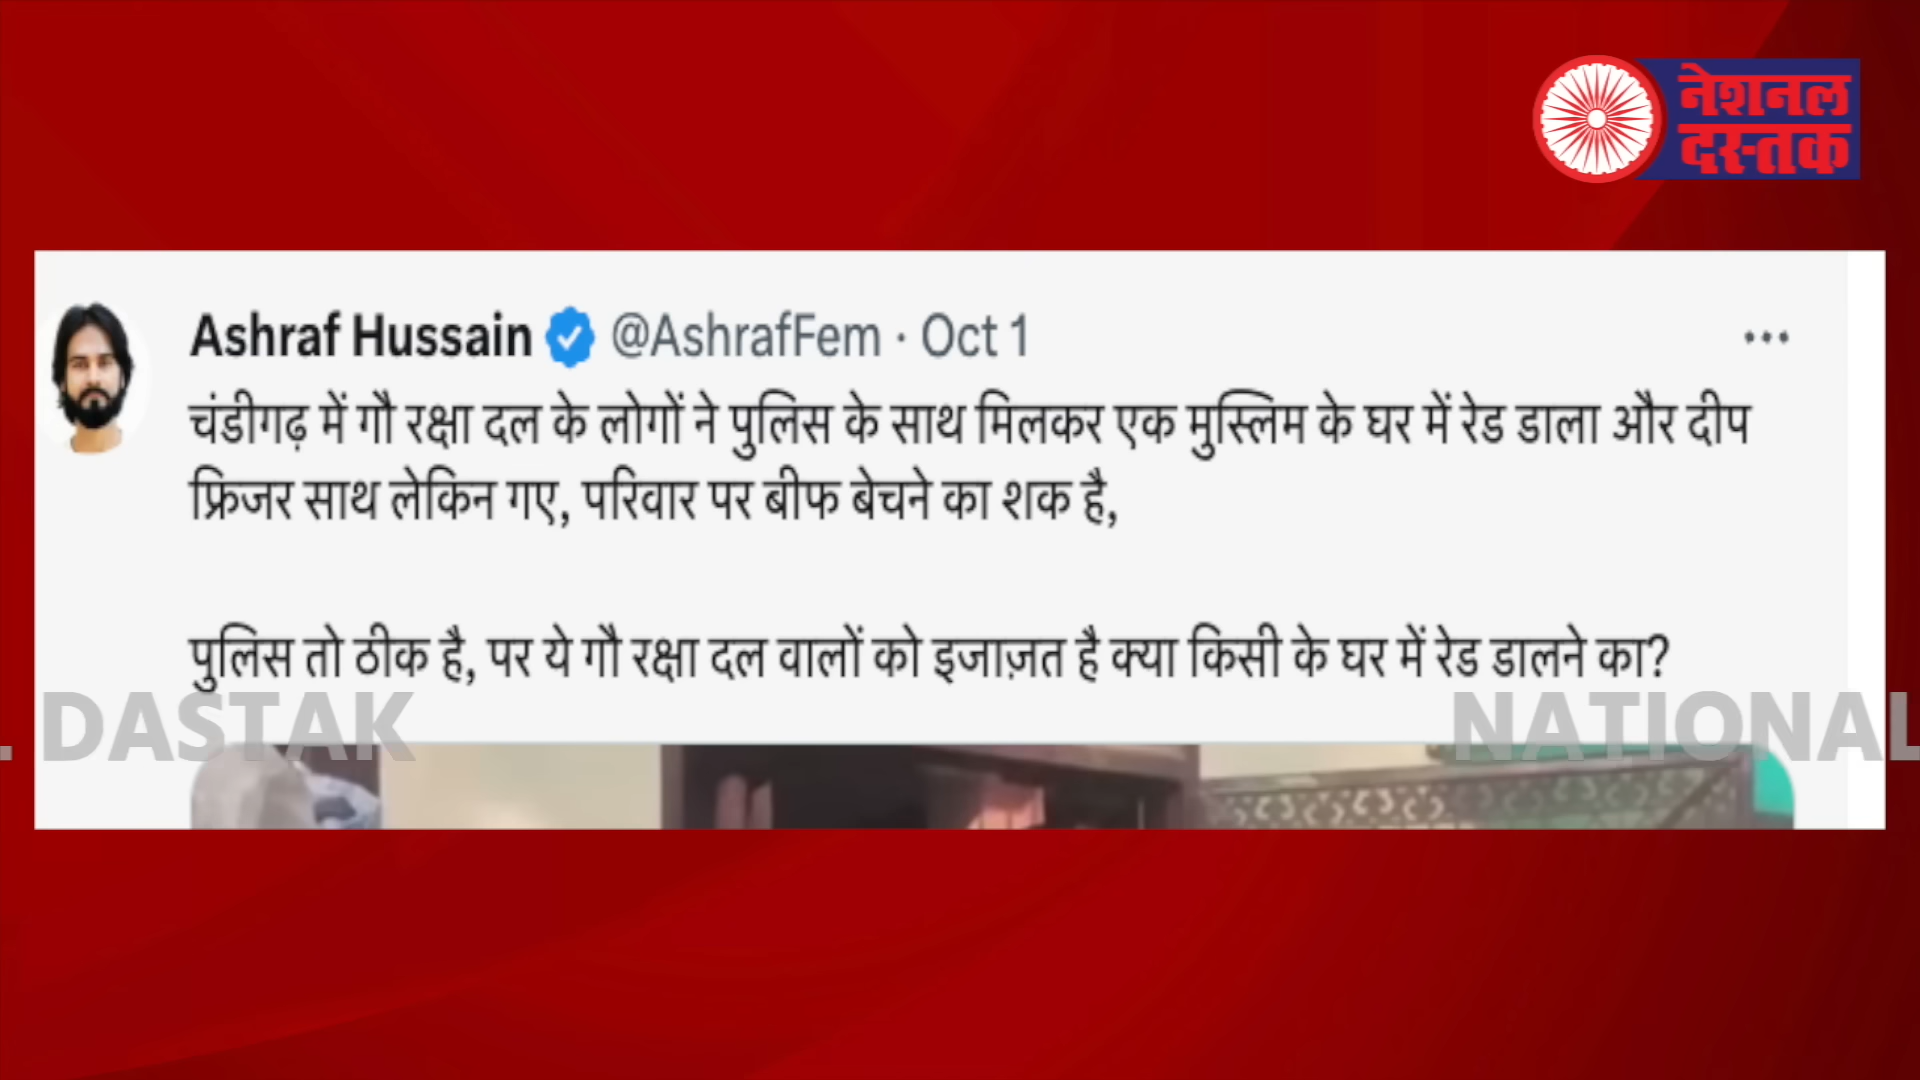 नेशनल
दस्तक
Ashraf Hussain @AshrafFem · Oct 1
चंडीगढ़ में गौ रक्षा दल के लोगों ने पुलिस के साथ मिलकर एक मुस्लिम के घर में रेड डाला और दीप
फ्रिजर साथ लेकिन गए, परिवार पर बीफ बेचने का शक है,
पुलिस तो ठीक है, पर ये गौ रक्षा दल वालों को इजाज़त है क्या किसी के घर में रेड डालने का?
. DASTAK NATIONAL